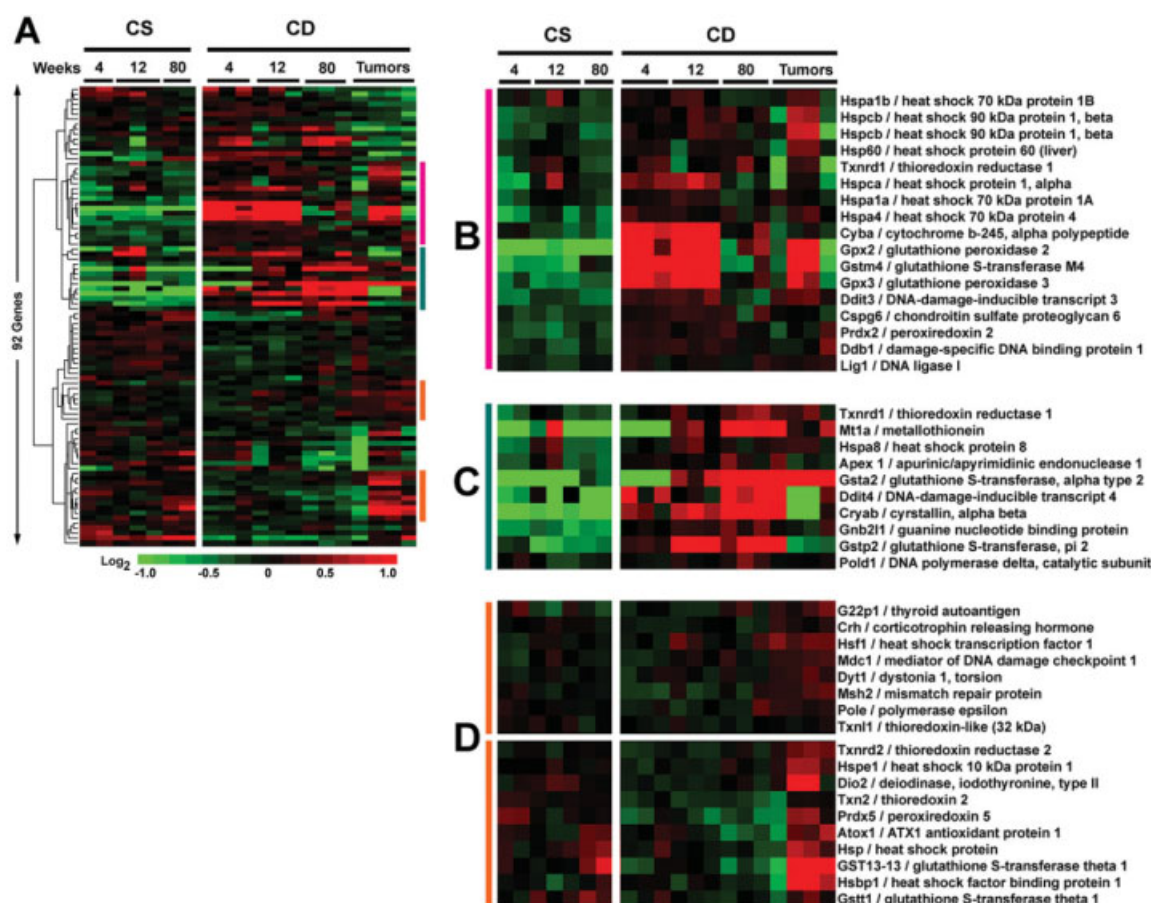 A
CS
CD
Weeks
4
12
80
4
12
80
Tumors
92 Genes
Log2
-1.0
-0.5
0
0.5
1.0
CS
CD
4
12
80
4
12
80
Tumors
B
Hspa1b / heat shock 70 kDa protein 1B
Hspcb / heat shock 90 kDa protein 1, beta
Hspcb / heat shock 90 kDa protein 1, beta
Hsp60 / heat shock protein 60 (liver)
Txnrd1 / thioredoxin reductase 1
Hspca / heat shock protein 1, alpha
Hspa1a / heat shock 70 kDa protein 1A
Hspa4 / heat shock 70 kDa protein 4
Cyba / cytochrome b-245, alpha polypeptide
Gpx2 / glutathione peroxidase 2
Gstm4 / glutathione S-transferase M4
Gpx3 / glutathione peroxidase 3
Ddit3 / DNA-damage-inducible transcript 3
Cspg6 / chondroitin sulfate proteoglycan 6
Prdx2 / peroxiredoxin 2
Ddb1 / damage-specific DNA binding protein 1
Lig1 / DNA ligase I
C
Txnrd1 / thioredoxin reductase 1
Mt1a / metallothionein
Hspa8 / heat shock protein 8
Apex 1 / apurinic/apyrimidinic endonuclease 1
Gsta2 / glutathione S-transferase, alpha type 2
Ddit4 / DNA-damage-inducible transcript 4
Cryab / cyrstallin, alpha beta
Gnb2l1 / guanine nucleotide binding protein
Gstp2 / glutathione S-transferase, pi 2
Pold1 / DNA polymerase delta, catalytic subunit
D
G22p1 / thyroid autoantigen
Crh / corticotrophin releasing hormone
Hsf1 / heat shock transcription factor 1
Mdc1 / mediator of DNA damage checkpoint 1
Dyt1 / dystonia 1, torsion
Msh2 / mismatch repair protein
Pole / polymerase epsilon
Txnl1 / thioredoxin-like (32 kDa)
Txnrd2 / thioredoxin reductase 2
Hspe1 / heat shock 10 kDa protein 1
Dio2 / deiodinase, iodothyronine, type II
Txn2 / thioredoxin 2
Prdx5 / peroxiredoxin 5
Atox1 / ATX1 antioxidant protein 1
Hsp / heat shock protein
GST13-13 / glutathione S-transferase theta 1
Hsbp1 / heat shock factor binding protein 1
Gstt1 / glutathione S-transferase theta 1